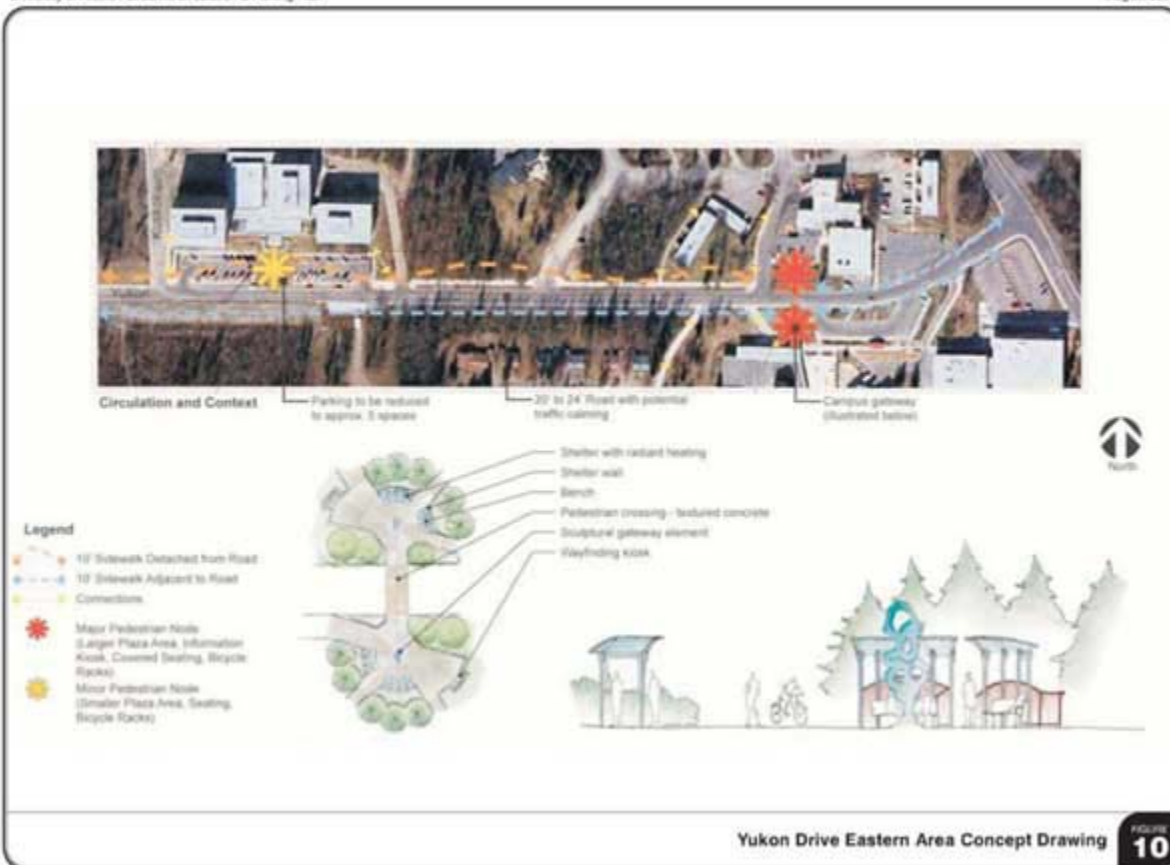 Yukon
Circulation and Context
Parking to be reduced
to approx. 5 spaces
20' to 24' Road with potential
traffic calming
Campus gateway
(illustrated below)
North
Shelter with radiant heating
Shelter wall
Bench
Pedestrian crossing - textured concrete
Sculptural gateway element
Wayfinding kiosk
Legend
10' Sidewalk Detached from Road
10' Sidewalk Adjacent to Road
Connections
Major Pedestrian Node
(Larger Plaza Area, Information
Kiosk, Covered Seating, Bicycle
Racks)
Minor Pedestrian Node
(Smaller Plaza Area, Seating,
Bicycle Racks)
Yukon Drive Eastern Area Concept Drawing
FIGURE
10